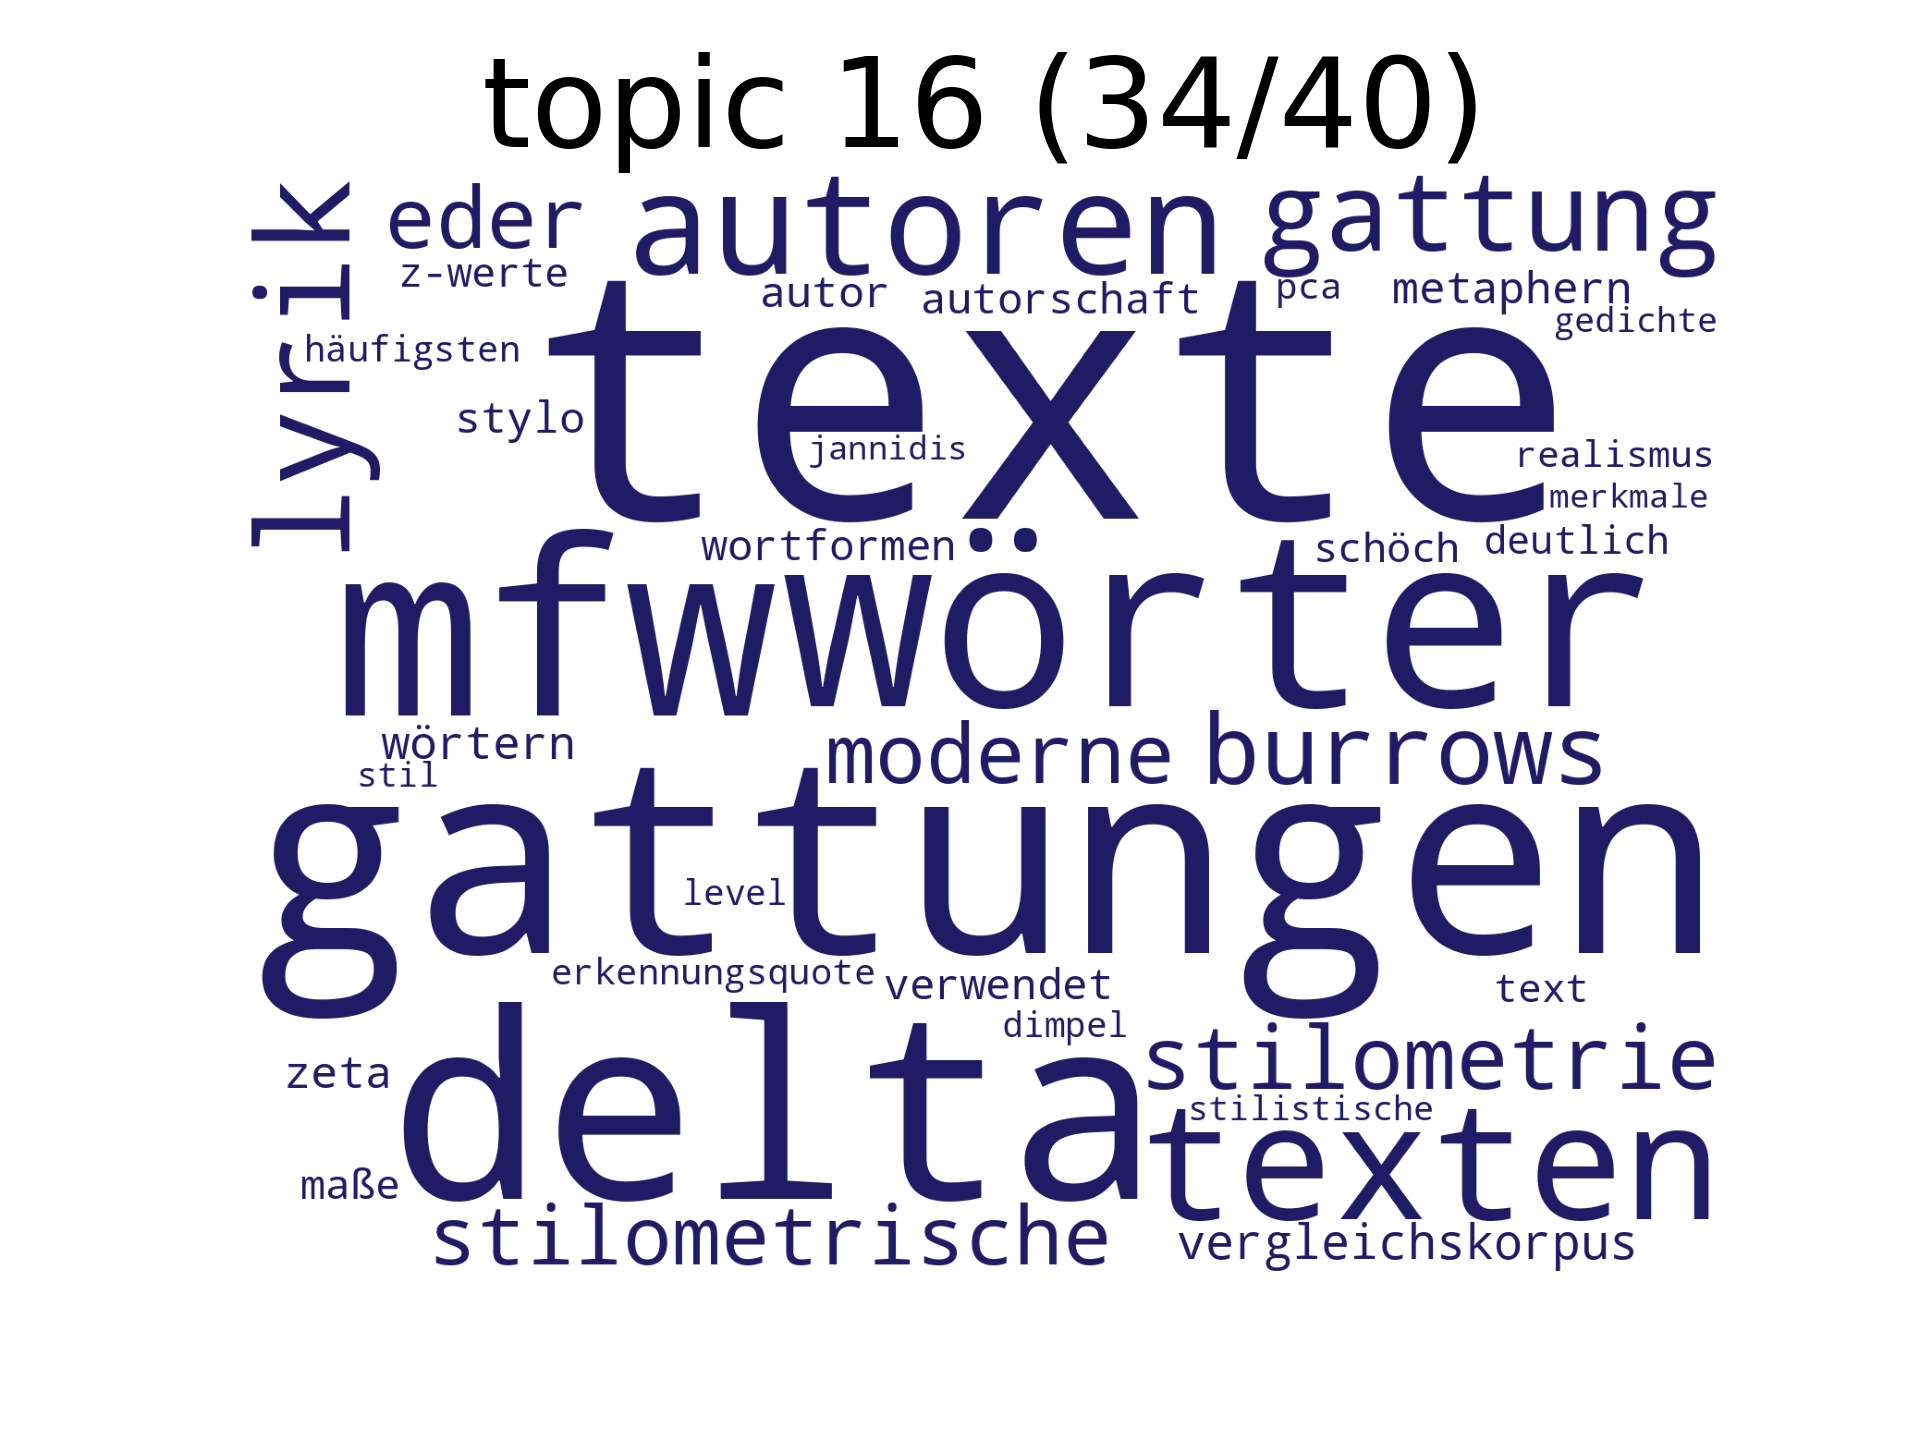 topic 16 (34/40)
lyrik
eder
autoren
gattung
z-werte
autor
autorschaft
pca
metaphern
gedichte
häufigsten
texte
stylo
jannidis
realismus
merkmale
wortformen
schöch
deutlich
mfw
wörter
wörtern
moderne
burrows
stil
gattungen
level
erkennungsquote
verwendet
text
dimpel
delta
stilometrie
zeta
stilistische
texten
maße
stilometrische
vergleichskorpus